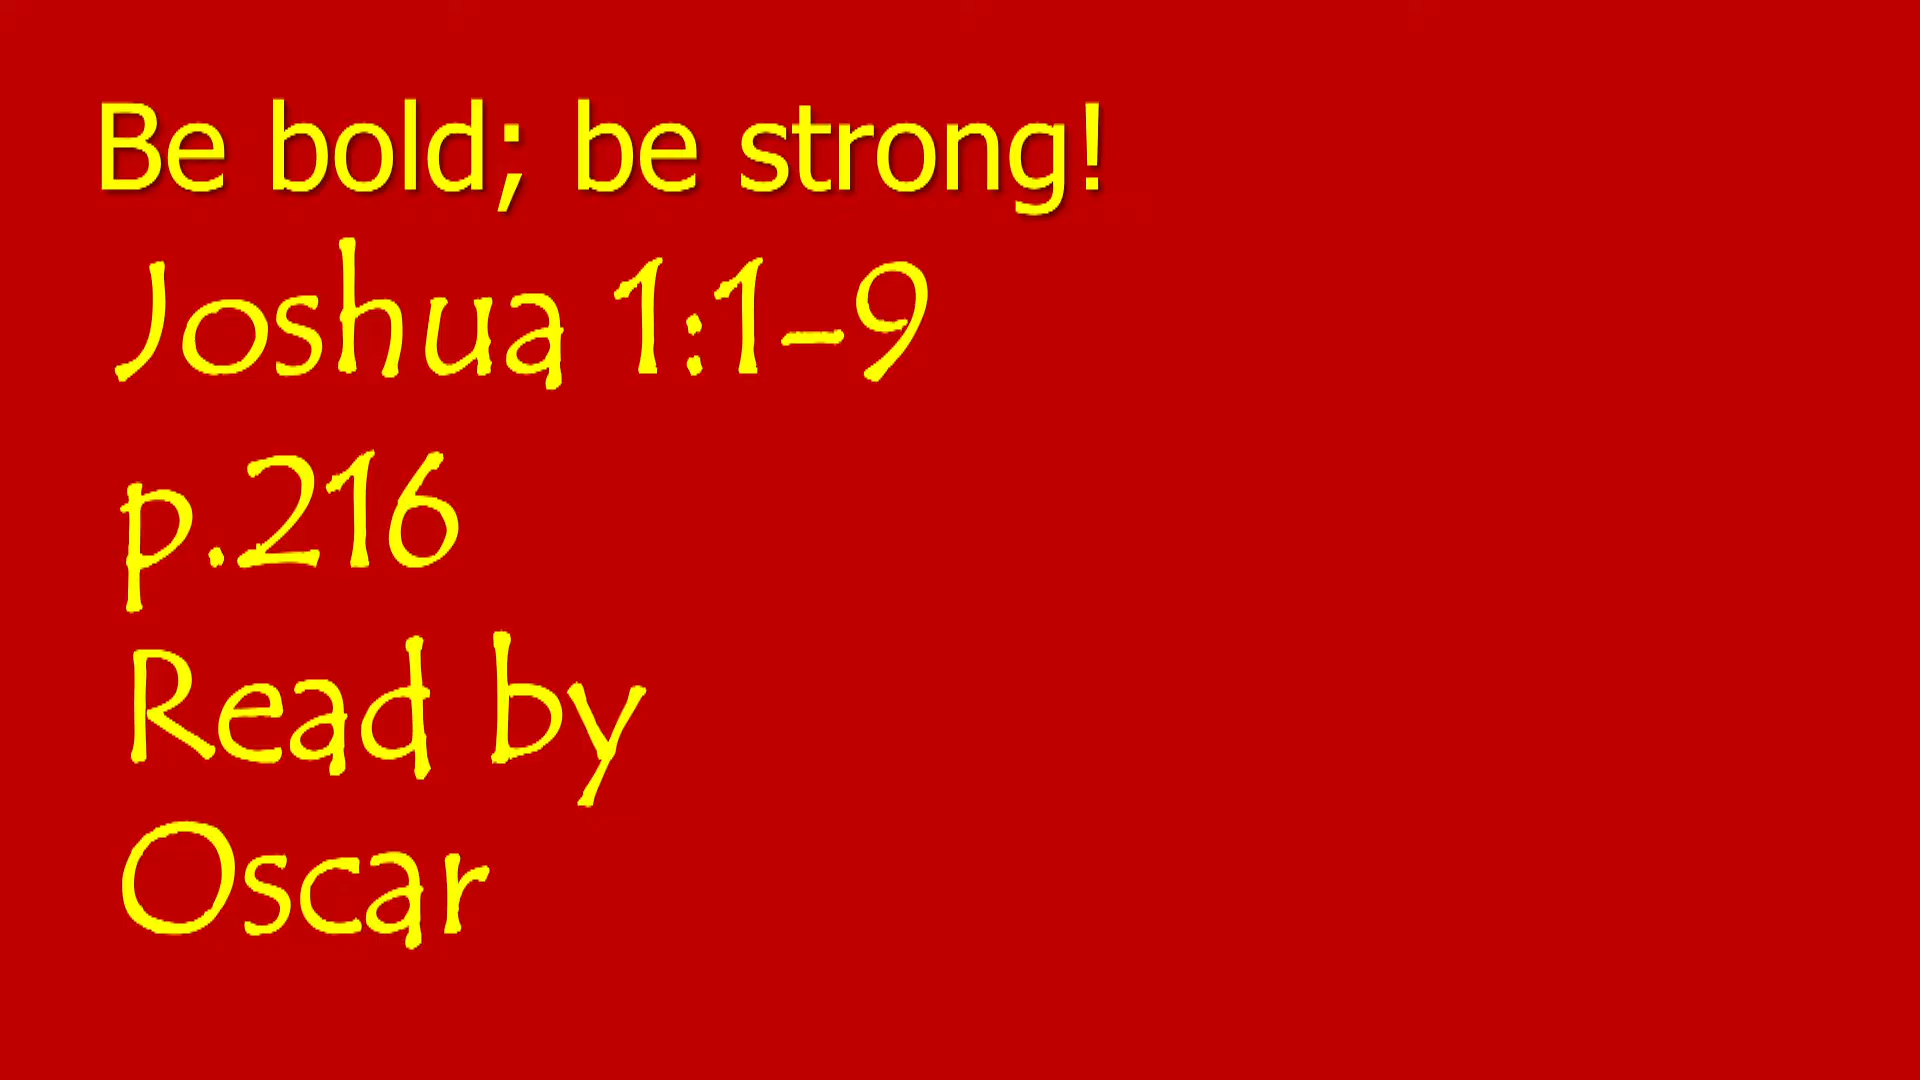 Be bold; be strong!
Joshua 1:1-9
p.216
Read by
Oscar